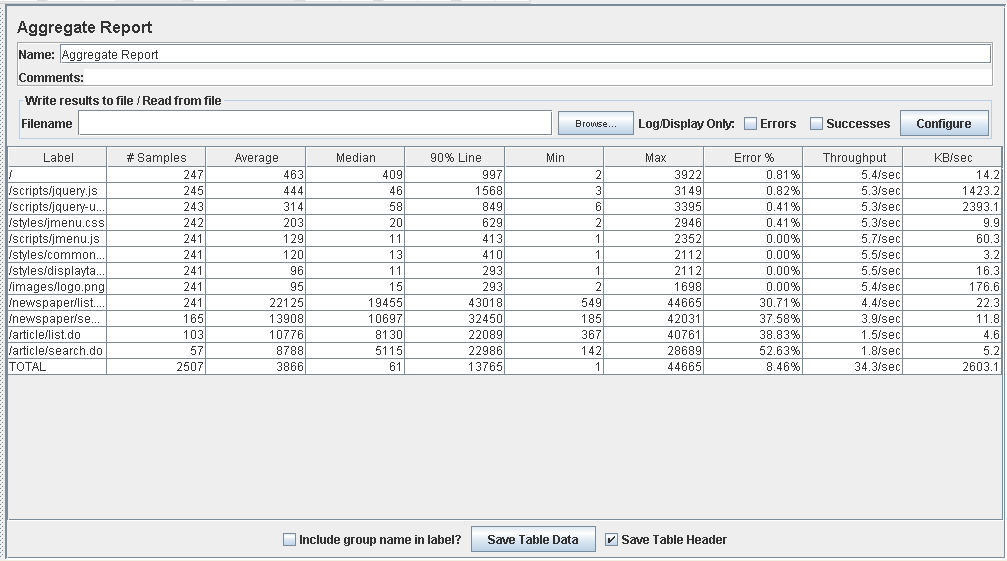 Aggregate Report
Name: Aggregate Report
Comments:
Write results to file / Read from file
Filename Browse... Log/Display Only: Errors Successes Configure
Label # Samples Average Median 90% Line Min Max Error % Throughput KB/sec
/ 247 463 409 997 2 3922 0.81% 5.4/sec 14.2
/scripts/jquery.js 245 444 46 1568 3 3149 0.82% 5.3/sec 1423.2
/scripts/jquery-u... 243 314 58 849 6 3395 0.41% 5.3/sec 2393.1
/styles/jmenu.css 242 203 20 629 2 2946 0.41% 5.3/sec 9.9
/scripts/jmenu.js 241 129 11 413 1 2352 0.00% 5.7/sec 60.3
/styles/common... 241 120 13 410 1 2112 0.00% 5.5/sec 3.2
/styles/displayta... 241 96 11 293 1 2112 0.00% 5.5/sec 16.3
/images/logo.png 241 95 15 293 2 1698 0.00% 5.4/sec 176.6
/newspaper/list.... 241 22125 19455 43018 549 44665 30.71% 4.4/sec 22.3
/newspaper/se... 165 13908 10697 32450 185 42031 37.58% 3.9/sec 11.8
/article/list.do 103 10776 8130 22089 367 40761 38.83% 1.5/sec 4.6
/article/search.do 57 8788 5115 22986 142 28689 52.63% 1.8/sec 5.2
TOTAL 2507 3866 61 13765 1 44665 8.46% 34.3/sec 2603.1
Include group name in label? Save Table Data Save Table Header